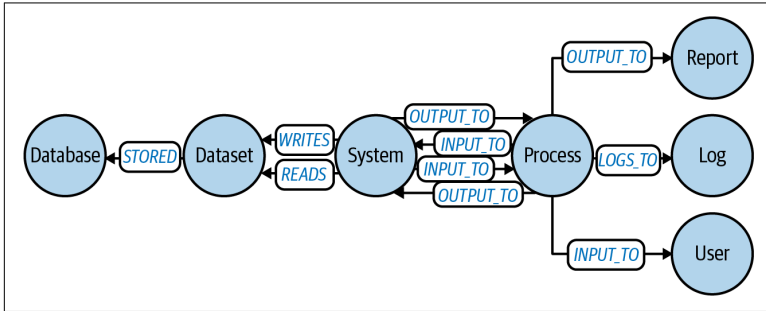 OUTPUT_TO
Report
OUTPUT_TO
WRITES
INPUT_TO
Database
STORED
Dataset
System
Process
LOGS_TO
Log
READS
INPUT_TO
OUTPUT_TO
INPUT_TO
User